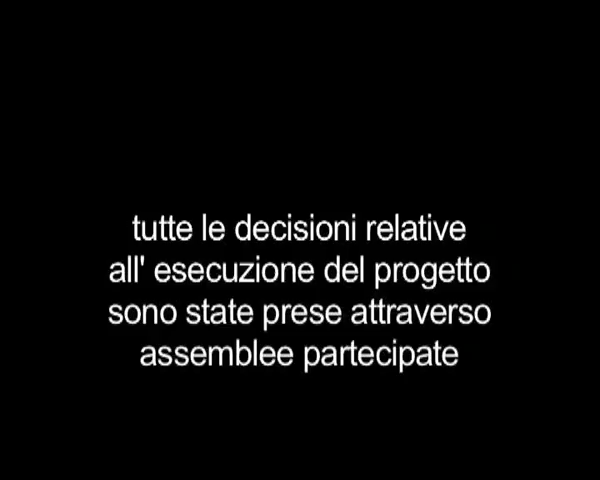 tutte le decisioni relative
all' esecuzione del progetto
sono state prese attraverso
assemblee partecipate